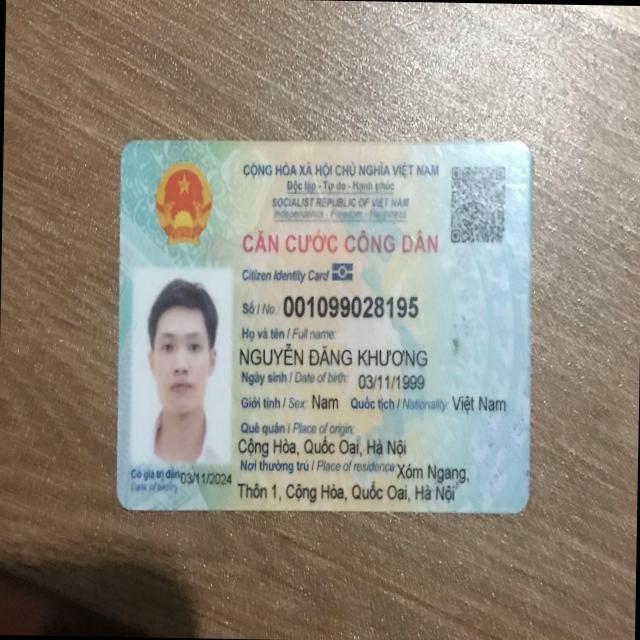 CỘNG HÒA XÃ HỘI CHỦ NGHĨA VIỆT NAM
Độc lập - Tự do - Hạnh phúc
SOCIALIST REPUBLIC OF VIET NAM
Independence - Freedom - Happiness
CĂN CƯỚC CÔNG DÂN
Citizen Identity Card
Số / No.: 001099028195
Họ và tên / Full name:
NGUYỄN ĐĂNG KHƯƠNG
Ngày sinh / Date of birth: 03/11/1999
Giới tính / Sex: Nam Quốc tịch / Nationality: Việt Nam
Quê quán / Place of origin:
Cộng Hòa, Quốc Oai, Hà Nội
Nơi thường trú / Place of residence: Xóm Ngang,
Thôn 1, Cộng Hòa, Quốc Oai, Hà Nội
Có giá trị đến: 03/11/2024
Date of expiry